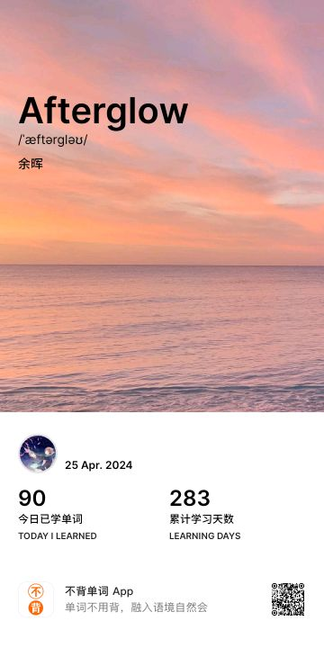 Afterglow
/ˈæftərɡləʊ/
余晖
25 Apr. 2024
90
283
今日已学单词
累计学习天数
TODAY I LEARNED
LEARNING DAYS
不背
不背单词 App
单词不用背，融入语境自然会